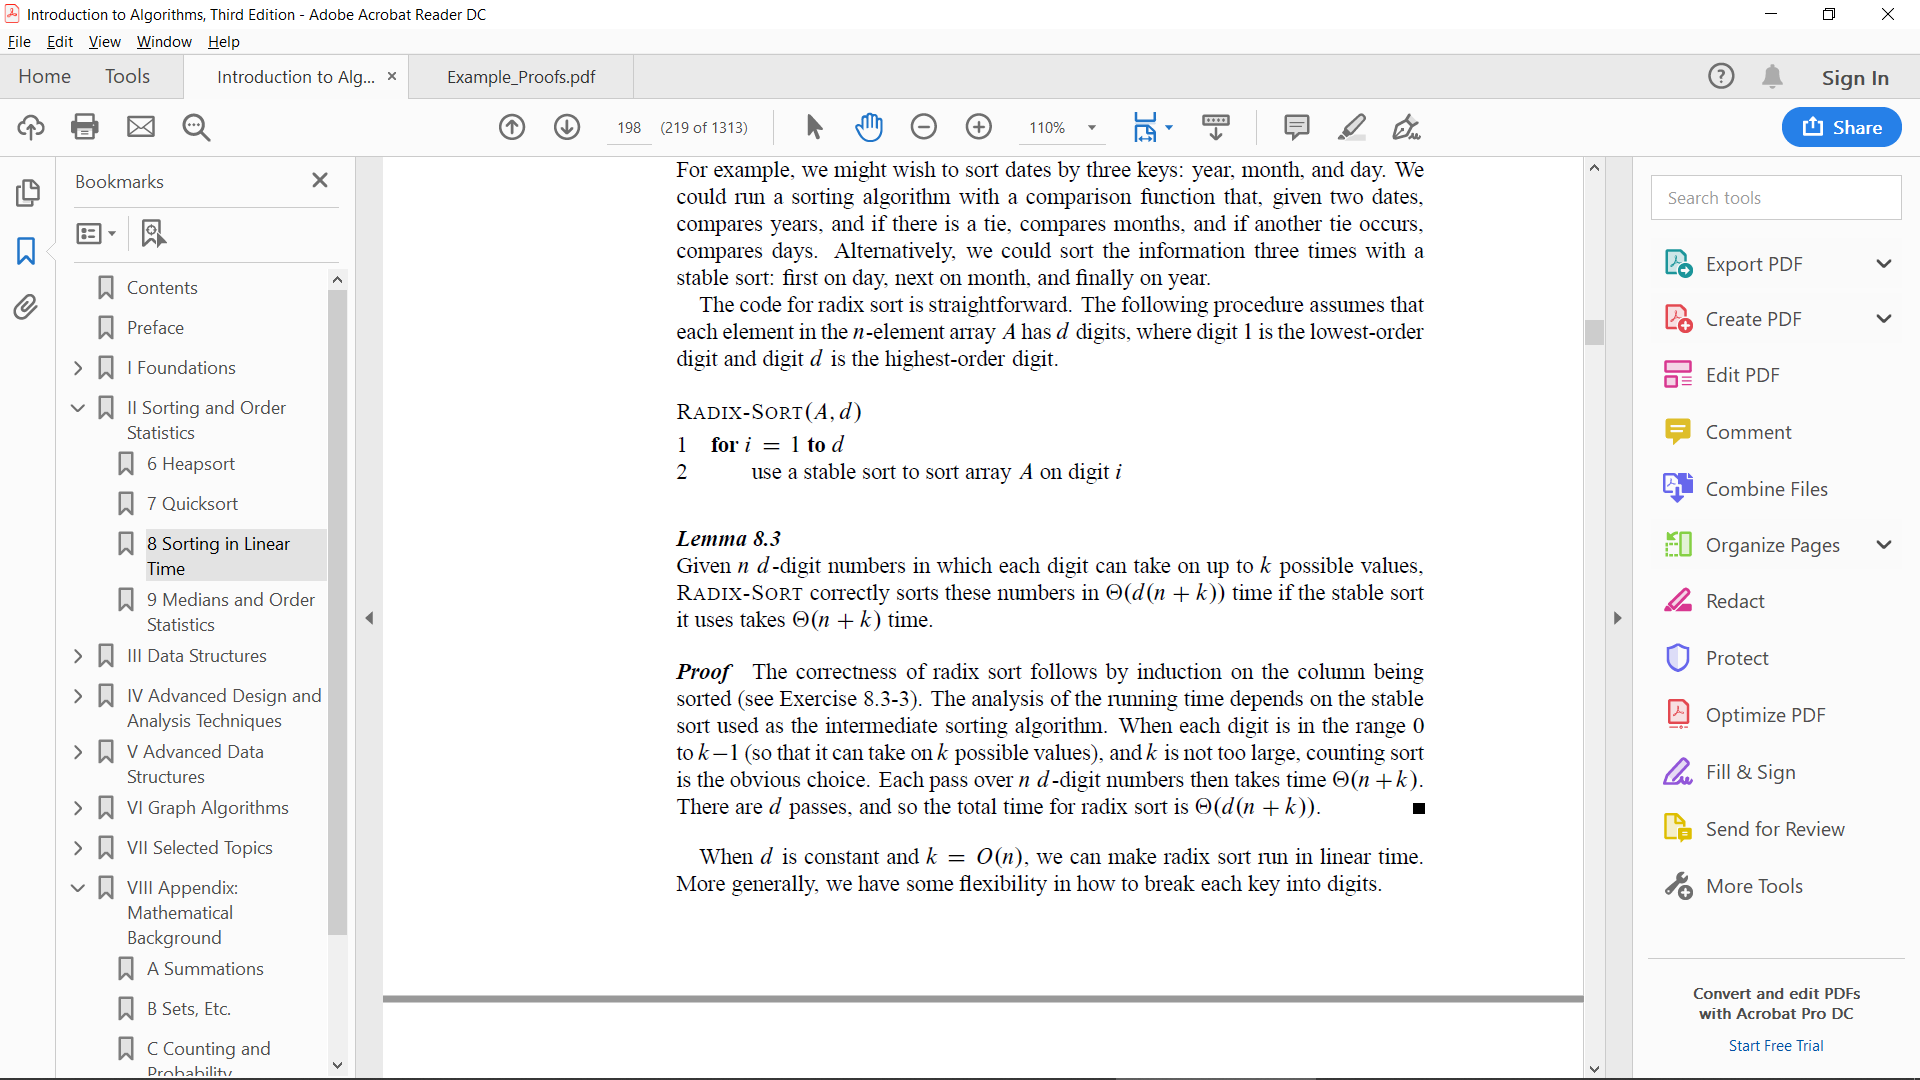 Introduction to Algorithms, Third Edition - Adobe Acrobat Reader DC
File Edit View Window Help
Home Tools Introduction to Alg... Example_Proofs.pdf Sign In
198 (219 of 1313) 110% Share
Bookmarks
Contents
Preface
I Foundations
II Sorting and Order
Statistics
6 Heapsort
7 Quicksort
8 Sorting in Linear
Time
9 Medians and Order
Statistics
III Data Structures
IV Advanced Design and
Analysis Techniques
V Advanced Data
Structures
VI Graph Algorithms
VII Selected Topics
VIII Appendix:
Mathematical
Background
A Summations
B Sets, Etc.
C Counting and
Probability
For example, we might wish to sort dates by three keys: year, month, and day. We
could run a sorting algorithm with a comparison function that, given two dates,
compares years, and if there is a tie, compares months, and if another tie occurs,
compares days. Alternatively, we could sort the information three times with a
stable sort: first on day, next on month, and finally on year.
The code for radix sort is straightforward. The following procedure assumes that
each element in the n-element array A has d digits, where digit 1 is the lowest-order
digit and digit d is the highest-order digit.
RADIX-SORT(A, d)
1 for i = 1 to d
2 use a stable sort to sort array A on digit i
Lemma 8.3
Given n d-digit numbers in which each digit can take on up to k possible values,
RADIX-SORT correctly sorts these numbers in Θ(d(n + k)) time if the stable sort
it uses takes Θ(n + k) time.
Proof The correctness of radix sort follows by induction on the column being
sorted (see Exercise 8.3-3). The analysis of the running time depends on the stable
sort used as the intermediate sorting algorithm. When each digit is in the range 0
to k−1 (so that it can take on k possible values), and k is not too large, counting sort
is the obvious choice. Each pass over n d-digit numbers then takes time Θ(n + k).
There are d passes, and so the total time for radix sort is Θ(d(n + k)). ■
When d is constant and k = O(n), we can make radix sort run in linear time.
More generally, we have some flexibility in how to break each key into digits.
Search tools
Export PDF
Create PDF
Edit PDF
Comment
Combine Files
Organize Pages
Redact
Protect
Optimize PDF
Fill & Sign
Send for Review
More Tools
Convert and edit PDFs
with Acrobat Pro DC
Start Free Trial